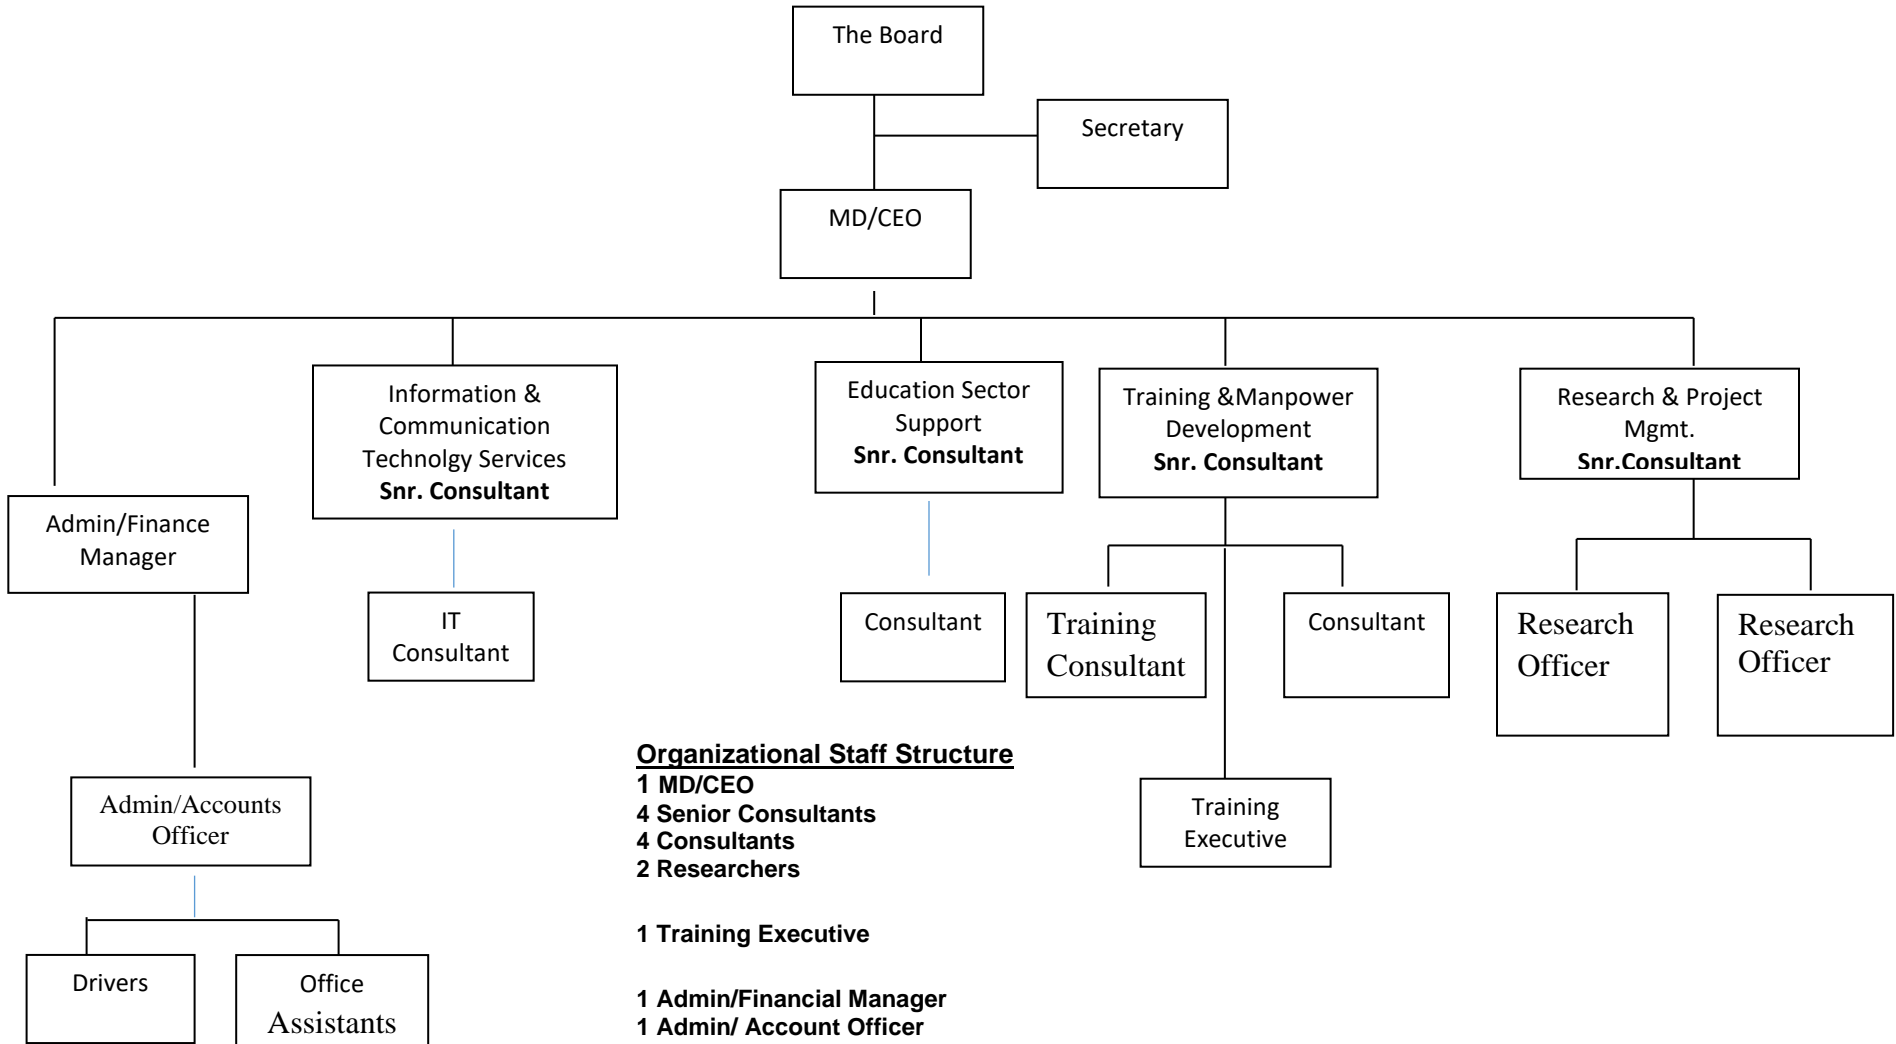 The Board
Secretary
MD/CEO
Information &
Communication
Technolgy Services
Snr. Consultant
Education Sector
Support
Snr. Consultant
Training &Manpower
Development
Snr. Consultant
Research & Project
Mgmt.
Snr.Consultant
Admin/Finance
Manager
IT
Consultant
Consultant
Training
Consultant
Consultant
Research
Officer
Research
Officer
Admin/Accounts
Officer
Training
Executive
Drivers
Office
Assistants
Organizational Staff Structure
1 MD/CEO
4 Senior Consultants
4 Consultants
2 Researchers
1 Training Executive
1 Admin/Financial Manager
1 Admin/ Account Officer